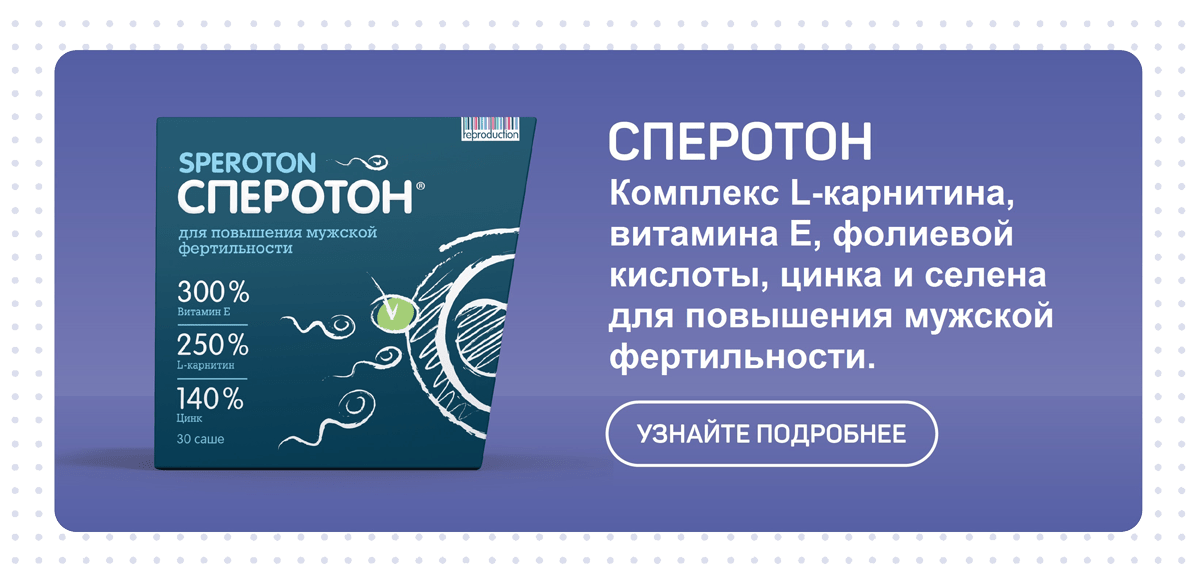 reproduction
SPEROTON
СПЕРОТОН®
для повышения мужской
фертильности
300%
Витамин Е
250%
L-карнитин
140%
Цинк
30 саше
СПЕРОТОН
Комплекс L-карнитина,
витамина Е, фолиевой
кислоты, цинка и селена
для повышения мужской
фертильности.
УЗНАЙТЕ ПОДРОБНЕЕ